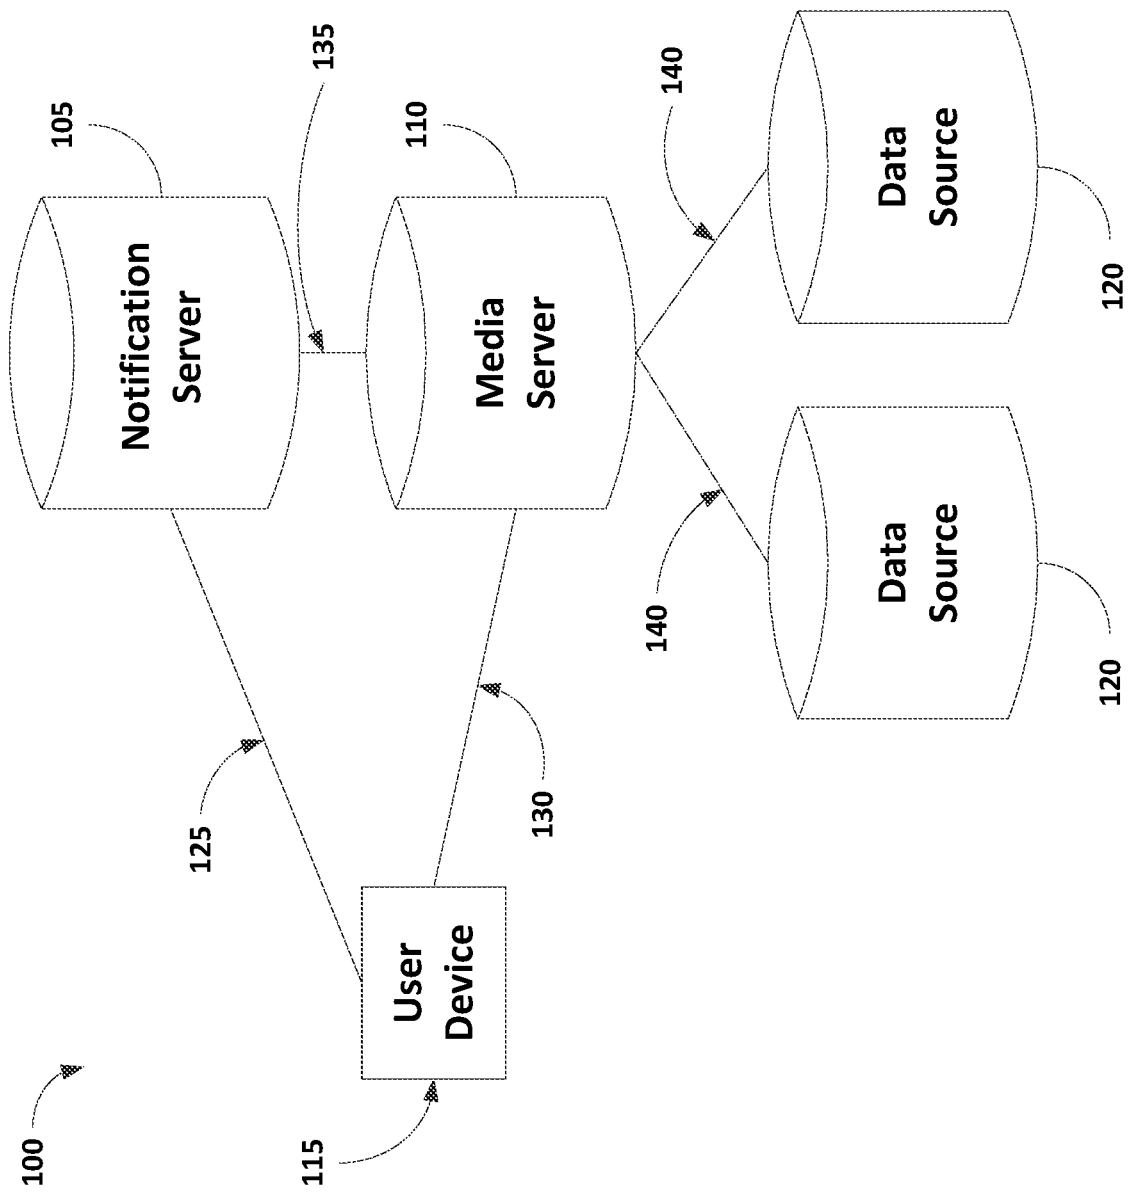 100
105
Notification
Server
125
135
115
User
Device
110
Media
Server
130
140
140
Data
Source
Data
Source
120
120